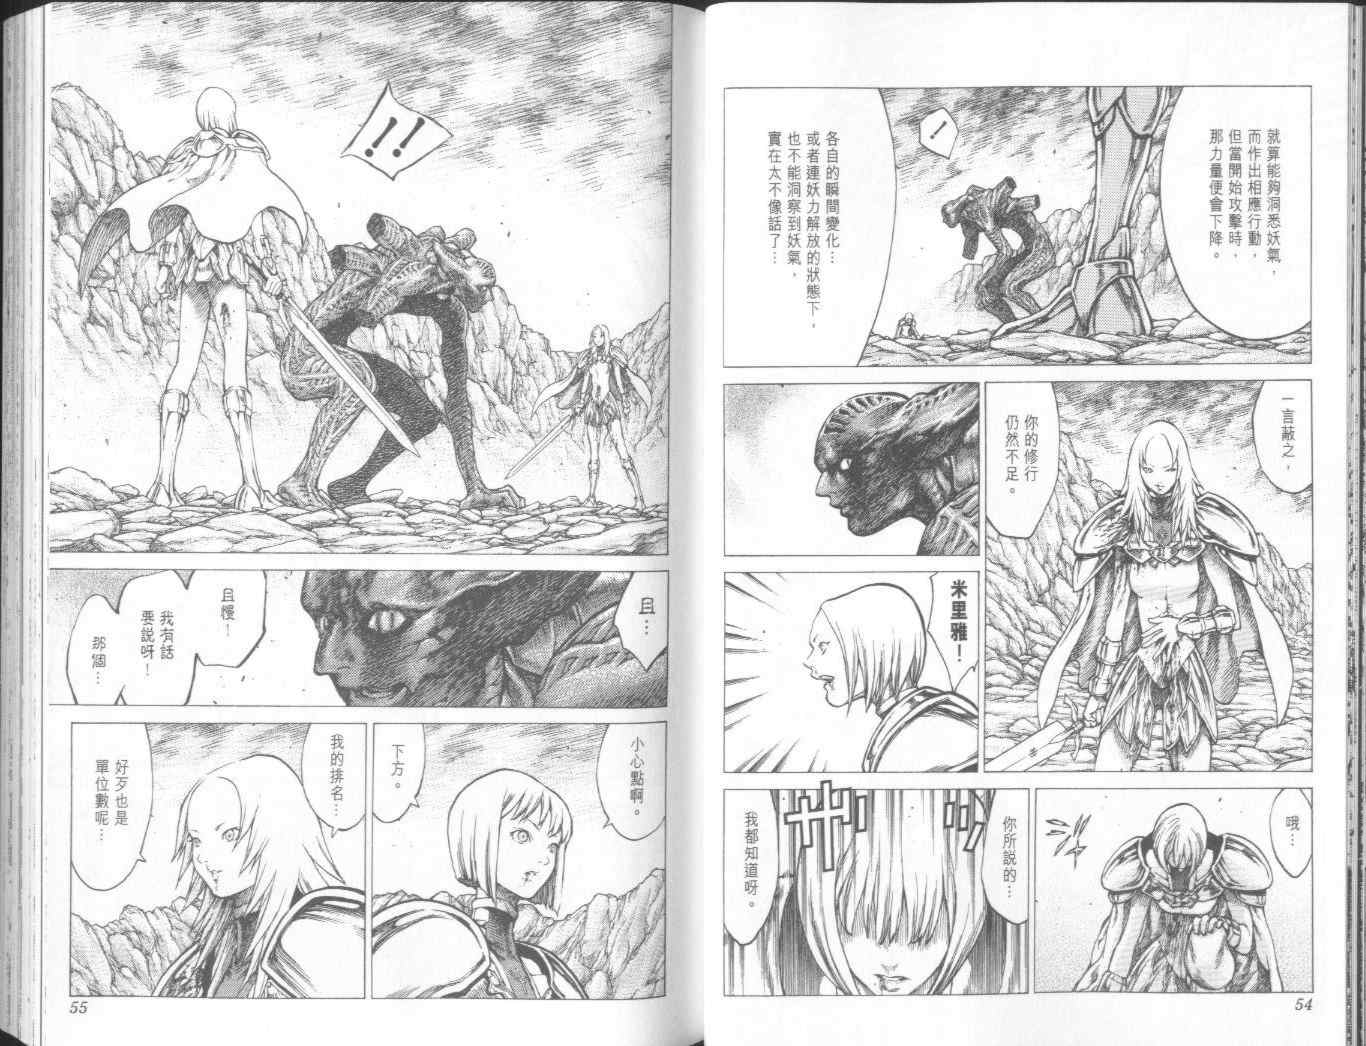 就算能夠洞悉妖氣，
而作出相應行動，
但當開始攻擊時，
那力量便會下降。
！
各自的瞬間變化…
或者連妖力解放的狀態下，
也不能洞察到妖氣，
實在太不像話了…
一言蔽之，
你的修行
仍然不足。
米里雅！
哦…
你所說的…
我都知道呀。
54
！！
且…
且慢！
我有話
要說呀！
那個…
小心點啊。
下方。
我的排名…
好歹也是
單位數呢…
55